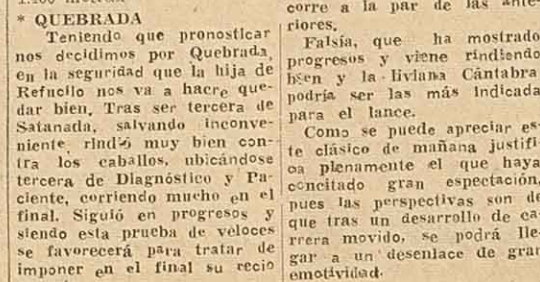 * QUEBRADA
Teniendo que pronosticar
nos decidimos por Quebrada,
en la seguridad que la hija de
Refucilo nos va a hacre que-
dar bien. Tras ser tercera de
Satanada, salvando inconve-
niente, rindió muy bien con-
tra los caballos, ubicándose
tercera de Diagnóstico y Pa-
ciente, corriendo mucho en el
final. Siguió en progresos y
siendo esta prueba de veloces
se favorecerá para tratar de
imponer en el final su recio
corre a la par de las ante-
riores.
Falsía, que ha mostrado
progresos y viene rindiendo
bien y la liviana Cántabra
podría ser las más indicada
para el lance.
Como se puede apreciar es-
te clásico de mañana justifi-
ca plenamente el que haya
concitado gran espectación,
pues las perspectivas son de
que tras un desarrollo de ca-
rrera movido, se podrá lle-
gar a un desenlace de gran
emotividad.